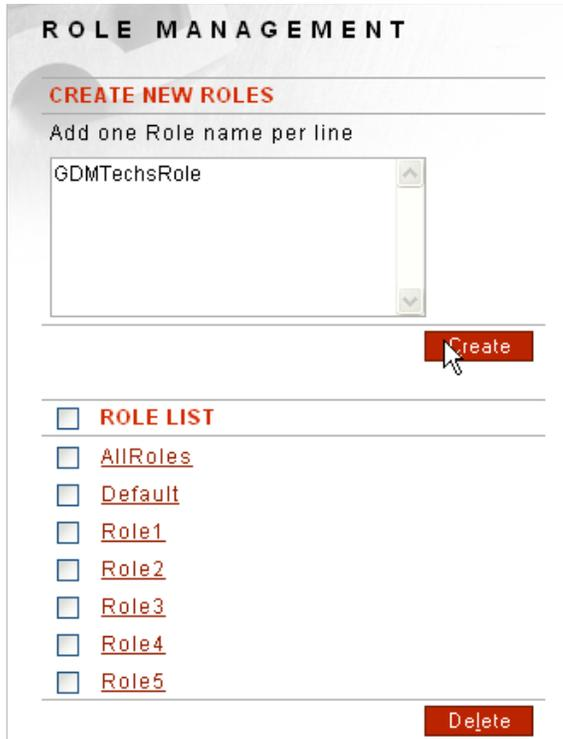 ROLE MANAGEMENT
CREATE NEW ROLES
Add one Role name per line
GDMTechsRole
Create
ROLE LIST
AllRoles
Default
Role1
Role2
Role3
Role4
Role5
Delete